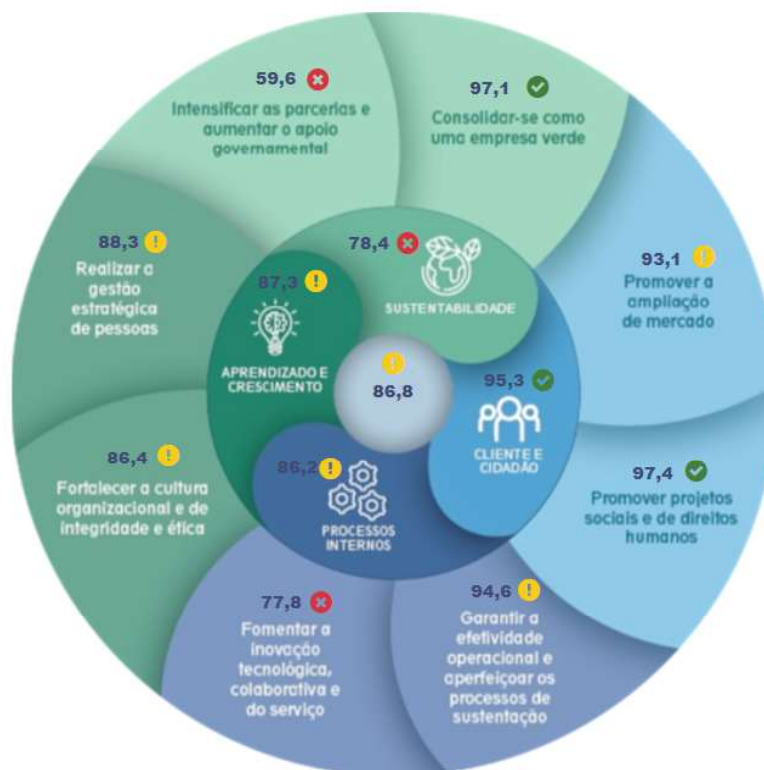 59,6
Intensificar as parcerias e
aumentar o apoio
governamental
97,1
Consolidar-se como
uma empresa verde
88,3 !
Realizar a
gestão
estratégica
de pessoas
78,4
SUSTENTABILIDADE
93,1 !
Promover a
ampliação
de mercado
87,3 !
APRENDIZADO E
CRESCIMENTO
!
86,8
95,3
CLIENTE E
CIDADÃO
86,4 !
Fortalecer a cultura
organizacional e de
integridade e ética
86,2 !
PROCESSOS
INTERNOS
97,4
Promover projetos
sociais e de direitos
humanos
77,8
Fomentar a
inovação
tecnológica,
colaborativa e
do serviço
94,6 !
Garantir a
efetividade
operacional e
aperfeiçoar os
processos de
sustentação